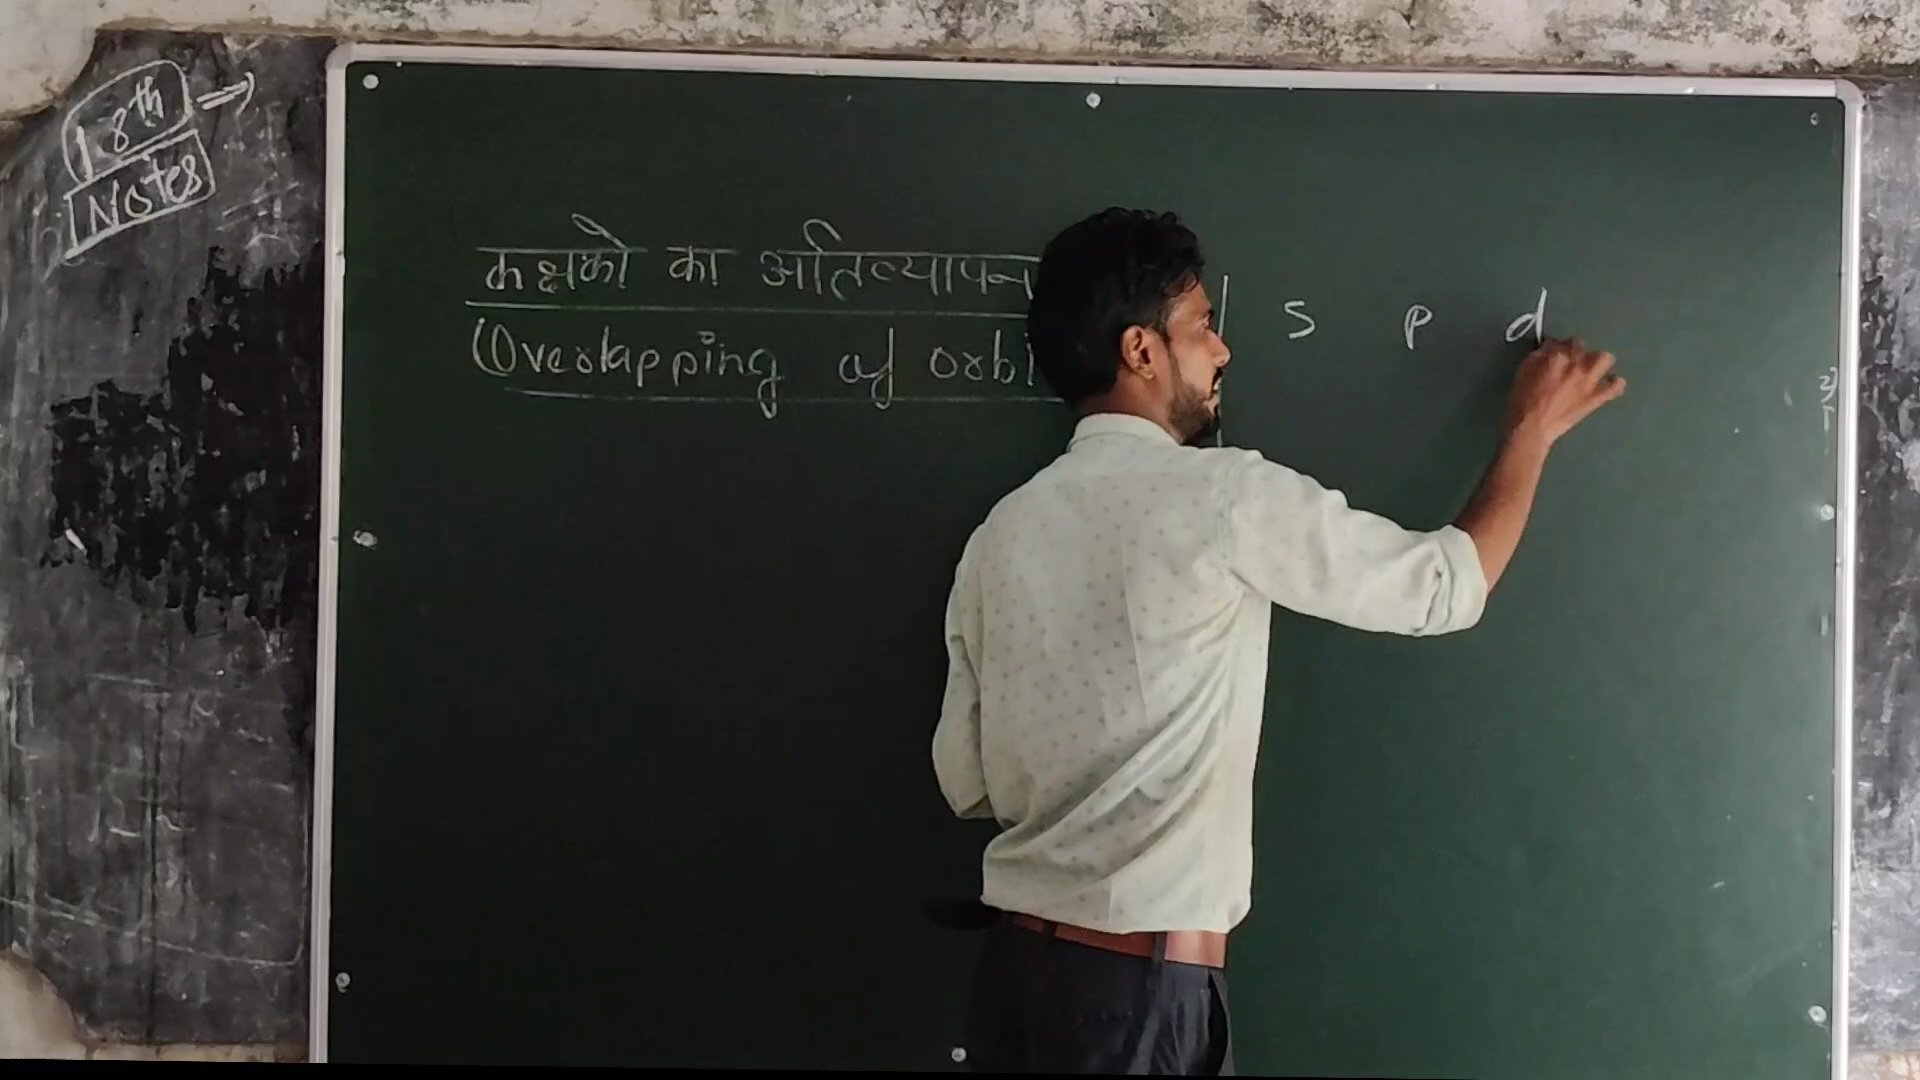 18th
Notes
कक्षको का अतिव्यापन
Overlapping of orbi
s p d